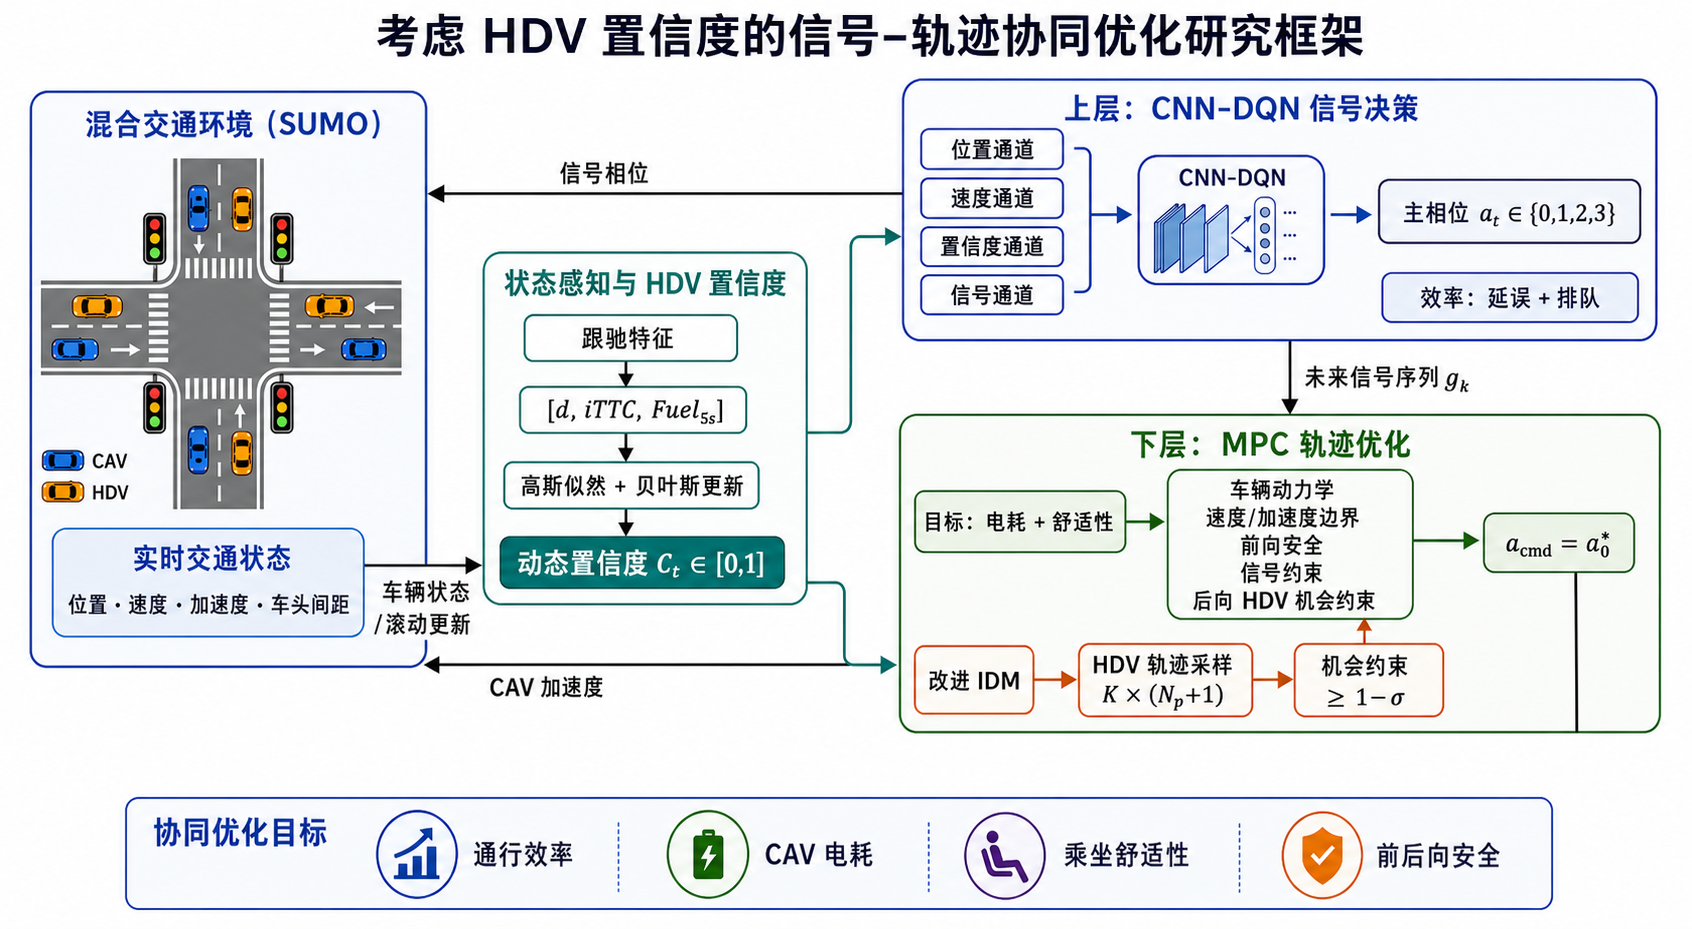 考虑 HDV 置信度的信号–轨迹协同优化研究框架
混合交通环境（SUMO）
CAV
HDV
实时交通状态
位置·速度·加速度·车头间距
信号相位
车辆状态
/滚动更新
CAV 加速度
状态感知与 HDV 置信度
跟驰特征
[d, iTTC, Fuel₅ₛ]
高斯似然 + 贝叶斯更新
动态置信度 Cₜ ∈ [0,1]
上层：CNN–DQN 信号决策
位置通道
速度通道
置信度通道
信号通道
CNN–DQN
主相位 aₜ ∈ {0,1,2,3}
效率：延误 + 排队
未来信号序列 gₖ
下层：MPC 轨迹优化
目标：电耗 + 舒适性
车辆动力学
速度/加速度边界
前向安全
信号约束
后向 HDV 机会约束
a_cmd = a₀*
改进 IDM
HDV 轨迹采样
K × (Nₚ+1)
机会约束
≥ 1−σ
协同优化目标
通行效率
CAV 电耗
乘坐舒适性
前后向安全